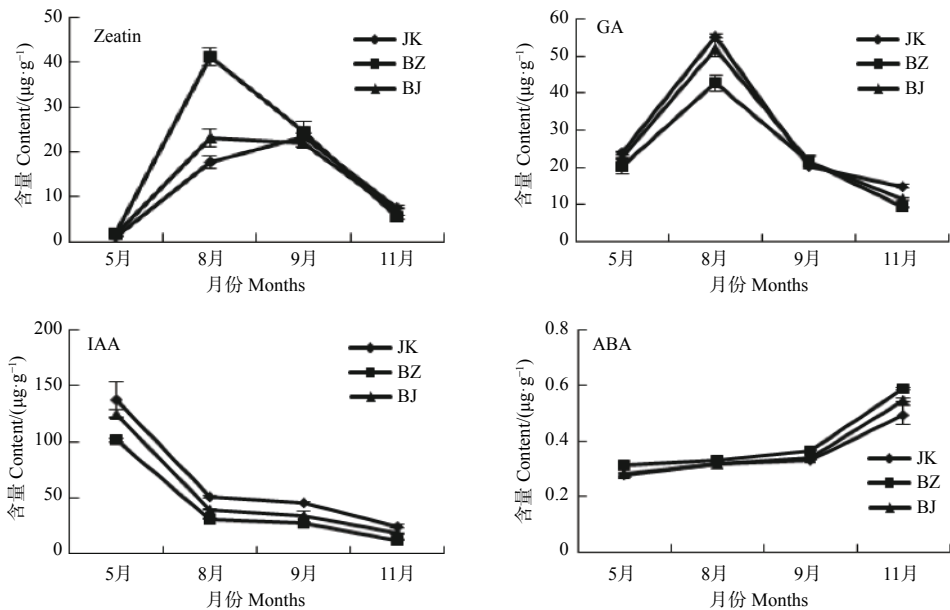 Zeatin
含量 Content/(μg·g⁻¹)
50
40
30
20
10
0
JK
BZ
BJ
5月
8月
9月
11月
月份 Months
GA
含量 Content/(μg·g⁻¹)
60
50
40
30
20
10
0
JK
BZ
BJ
5月
8月
9月
11月
月份 Months
IAA
含量 Content/(μg·g⁻¹)
200
150
100
50
0
JK
BZ
BJ
5月
8月
9月
11月
月份 Months
ABA
含量 Content/(μg·g⁻¹)
0.8
0.6
0.4
0.2
0
JK
BZ
BJ
5月
8月
9月
11月
月份 Months